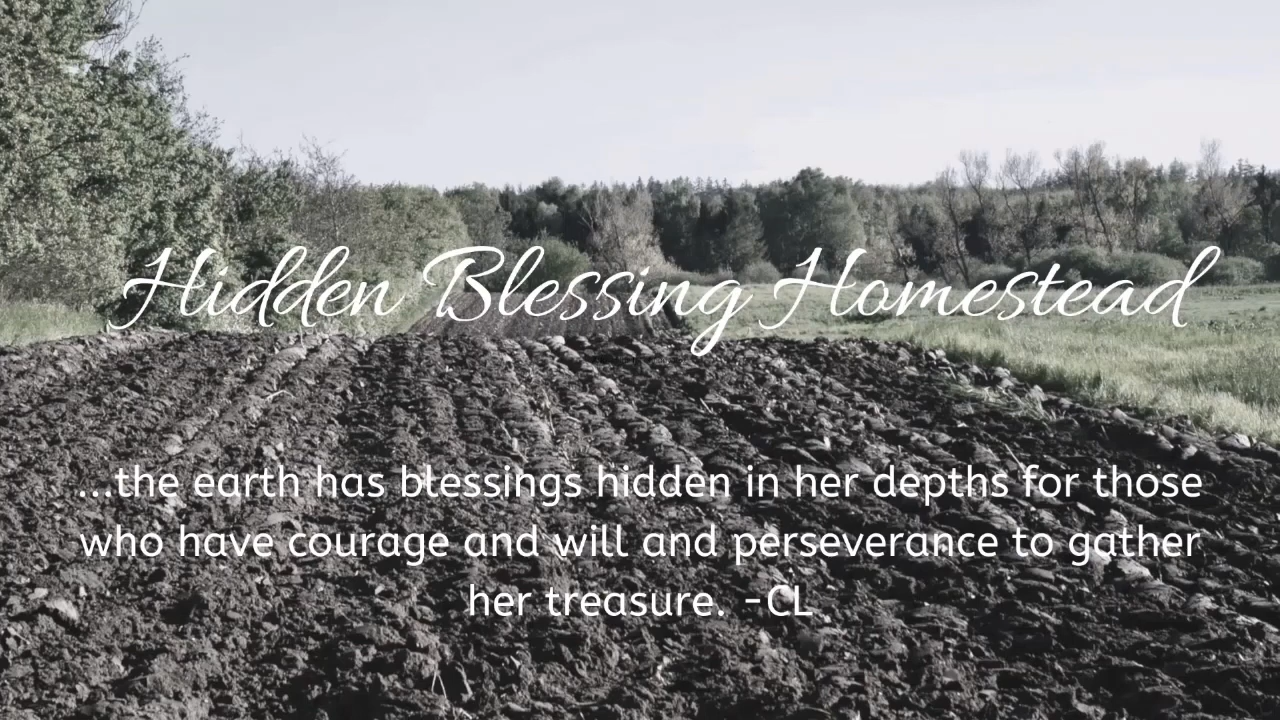 Hidden Blessing Homestead
...the earth has blessings hidden in her depths for those
who have courage and will and perseverance to gather
her treasure. -CL